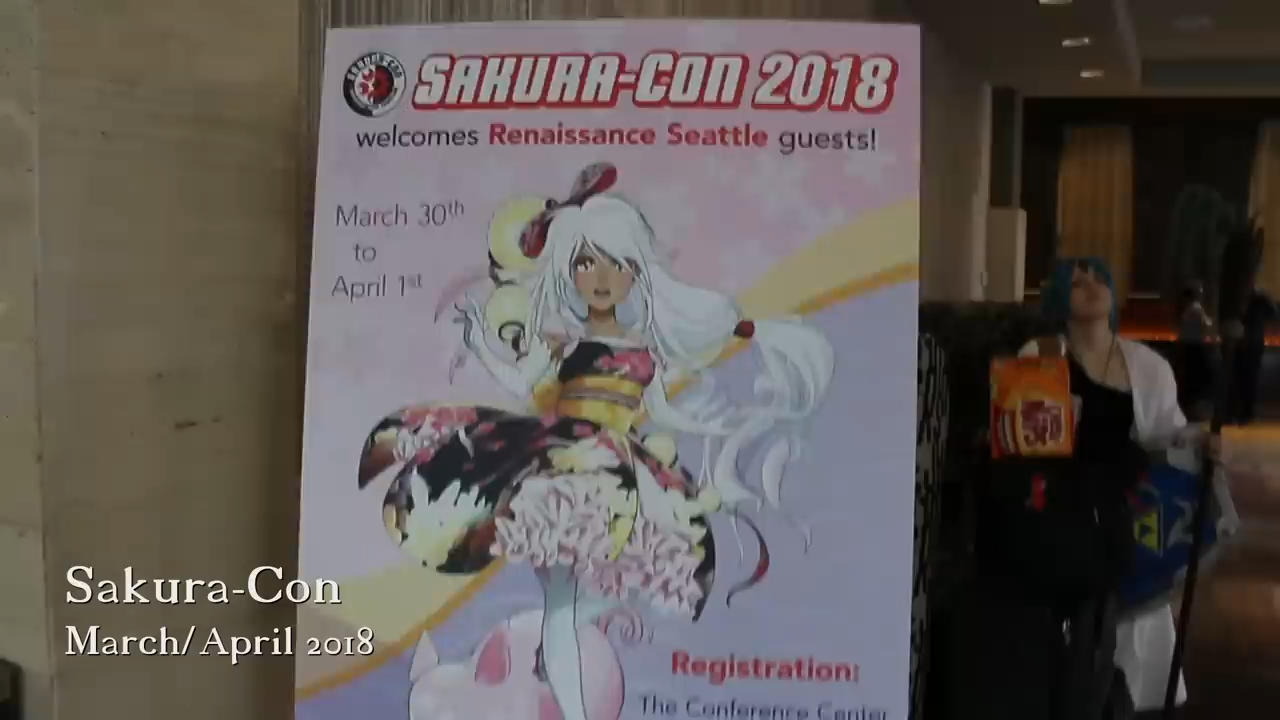 SAKURA-CON 2018
welcomes Renaissance Seattle guests!
March 30th
to
April 1st
Registration:
The Conference Center
Sakura-Con
March/April 2018